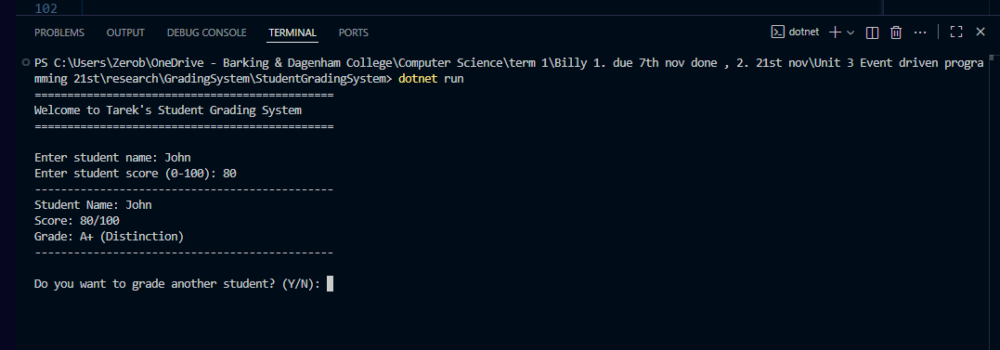 102
PROBLEMS OUTPUT DEBUG CONSOLE TERMINAL PORTS dotnet
PS C:\Users\Zerob\OneDrive - Barking & Dagenham College\Computer Science\term 1\Billy 1. due 7th nov done , 2. 21st nov\Unit 3 Event driven progra
mming 21st\research\GradingSystem\StudentGradingSystem> dotnet run
==============================================
Welcome to Tarek's Student Grading System
==============================================
Enter student name: John
Enter student score (0-100): 80
----------------------------------------------
Student Name: John
Score: 80/100
Grade: A+ (Distinction)
----------------------------------------------
Do you want to grade another student? (Y/N):